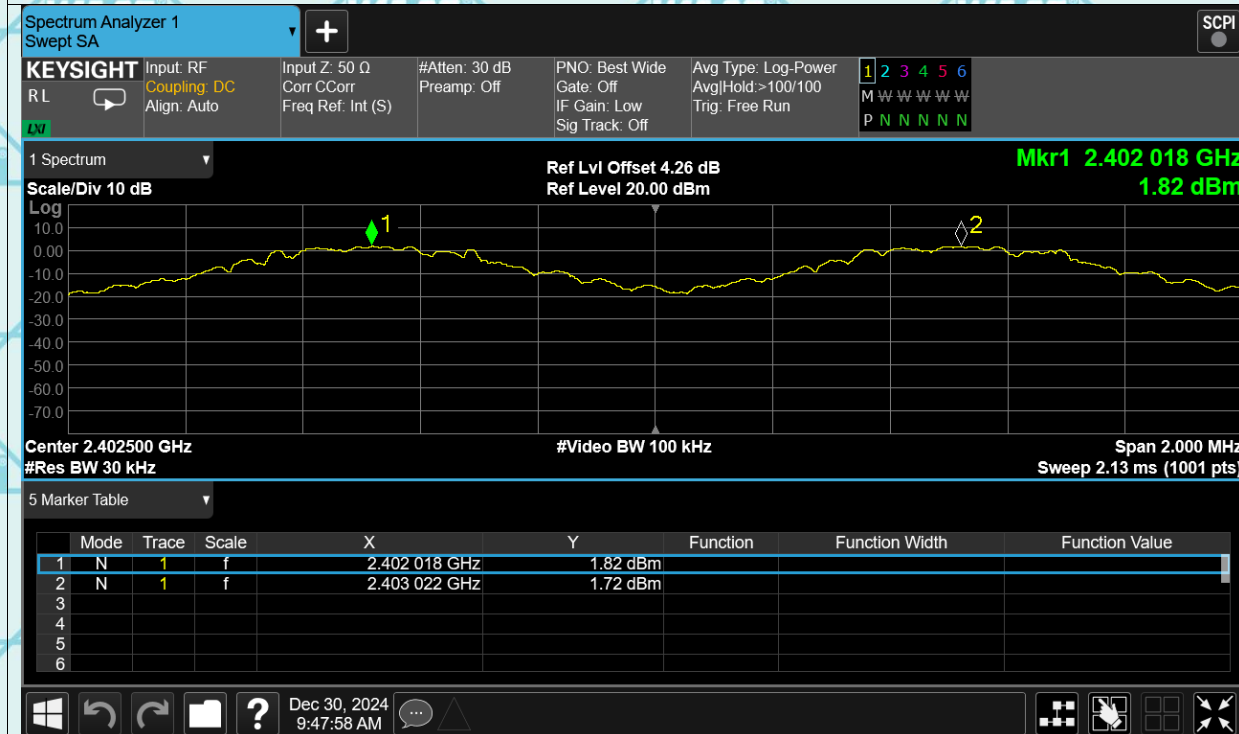 Spectrum Analyzer 1
Swept SA
+
SCPI
KEYSIGHT
RL
LXI
Input: RF
Coupling: DC
Align: Auto
Input Z: 50 Ω
Corr CCorr
Freq Ref: Int (S)
#Atten: 30 dB
Preamp: Off
PNO: Best Wide
Gate: Off
IF Gain: Low
Sig Track: Off
Avg Type: Log-Power
Avg|Hold:>100/100
Trig: Free Run
1 2 3 4 5 6
M W W W W W
P N N N N N
1 Spectrum
Scale/Div 10 dB
Ref Lvl Offset 4.26 dB
Ref Level 20.00 dBm
Mkr1 2.402 018 GHz
1.82 dBm
Log
10.0
0.00
-10.0
-20.0
-30.0
-40.0
-50.0
-60.0
-70.0
1
2
Center 2.402500 GHz
#Video BW 100 kHz
Span 2.000 MHz
#Res BW 30 kHz
Sweep 2.13 ms (1001 pts)
5 Marker Table
Mode Trace Scale X Y Function Function Width Function Value
1 N 1 f 2.402 018 GHz 1.82 dBm
2 N 1 f 2.403 022 GHz 1.72 dBm
3
4
5
6
?
Dec 30, 2024
9:47:58 AM